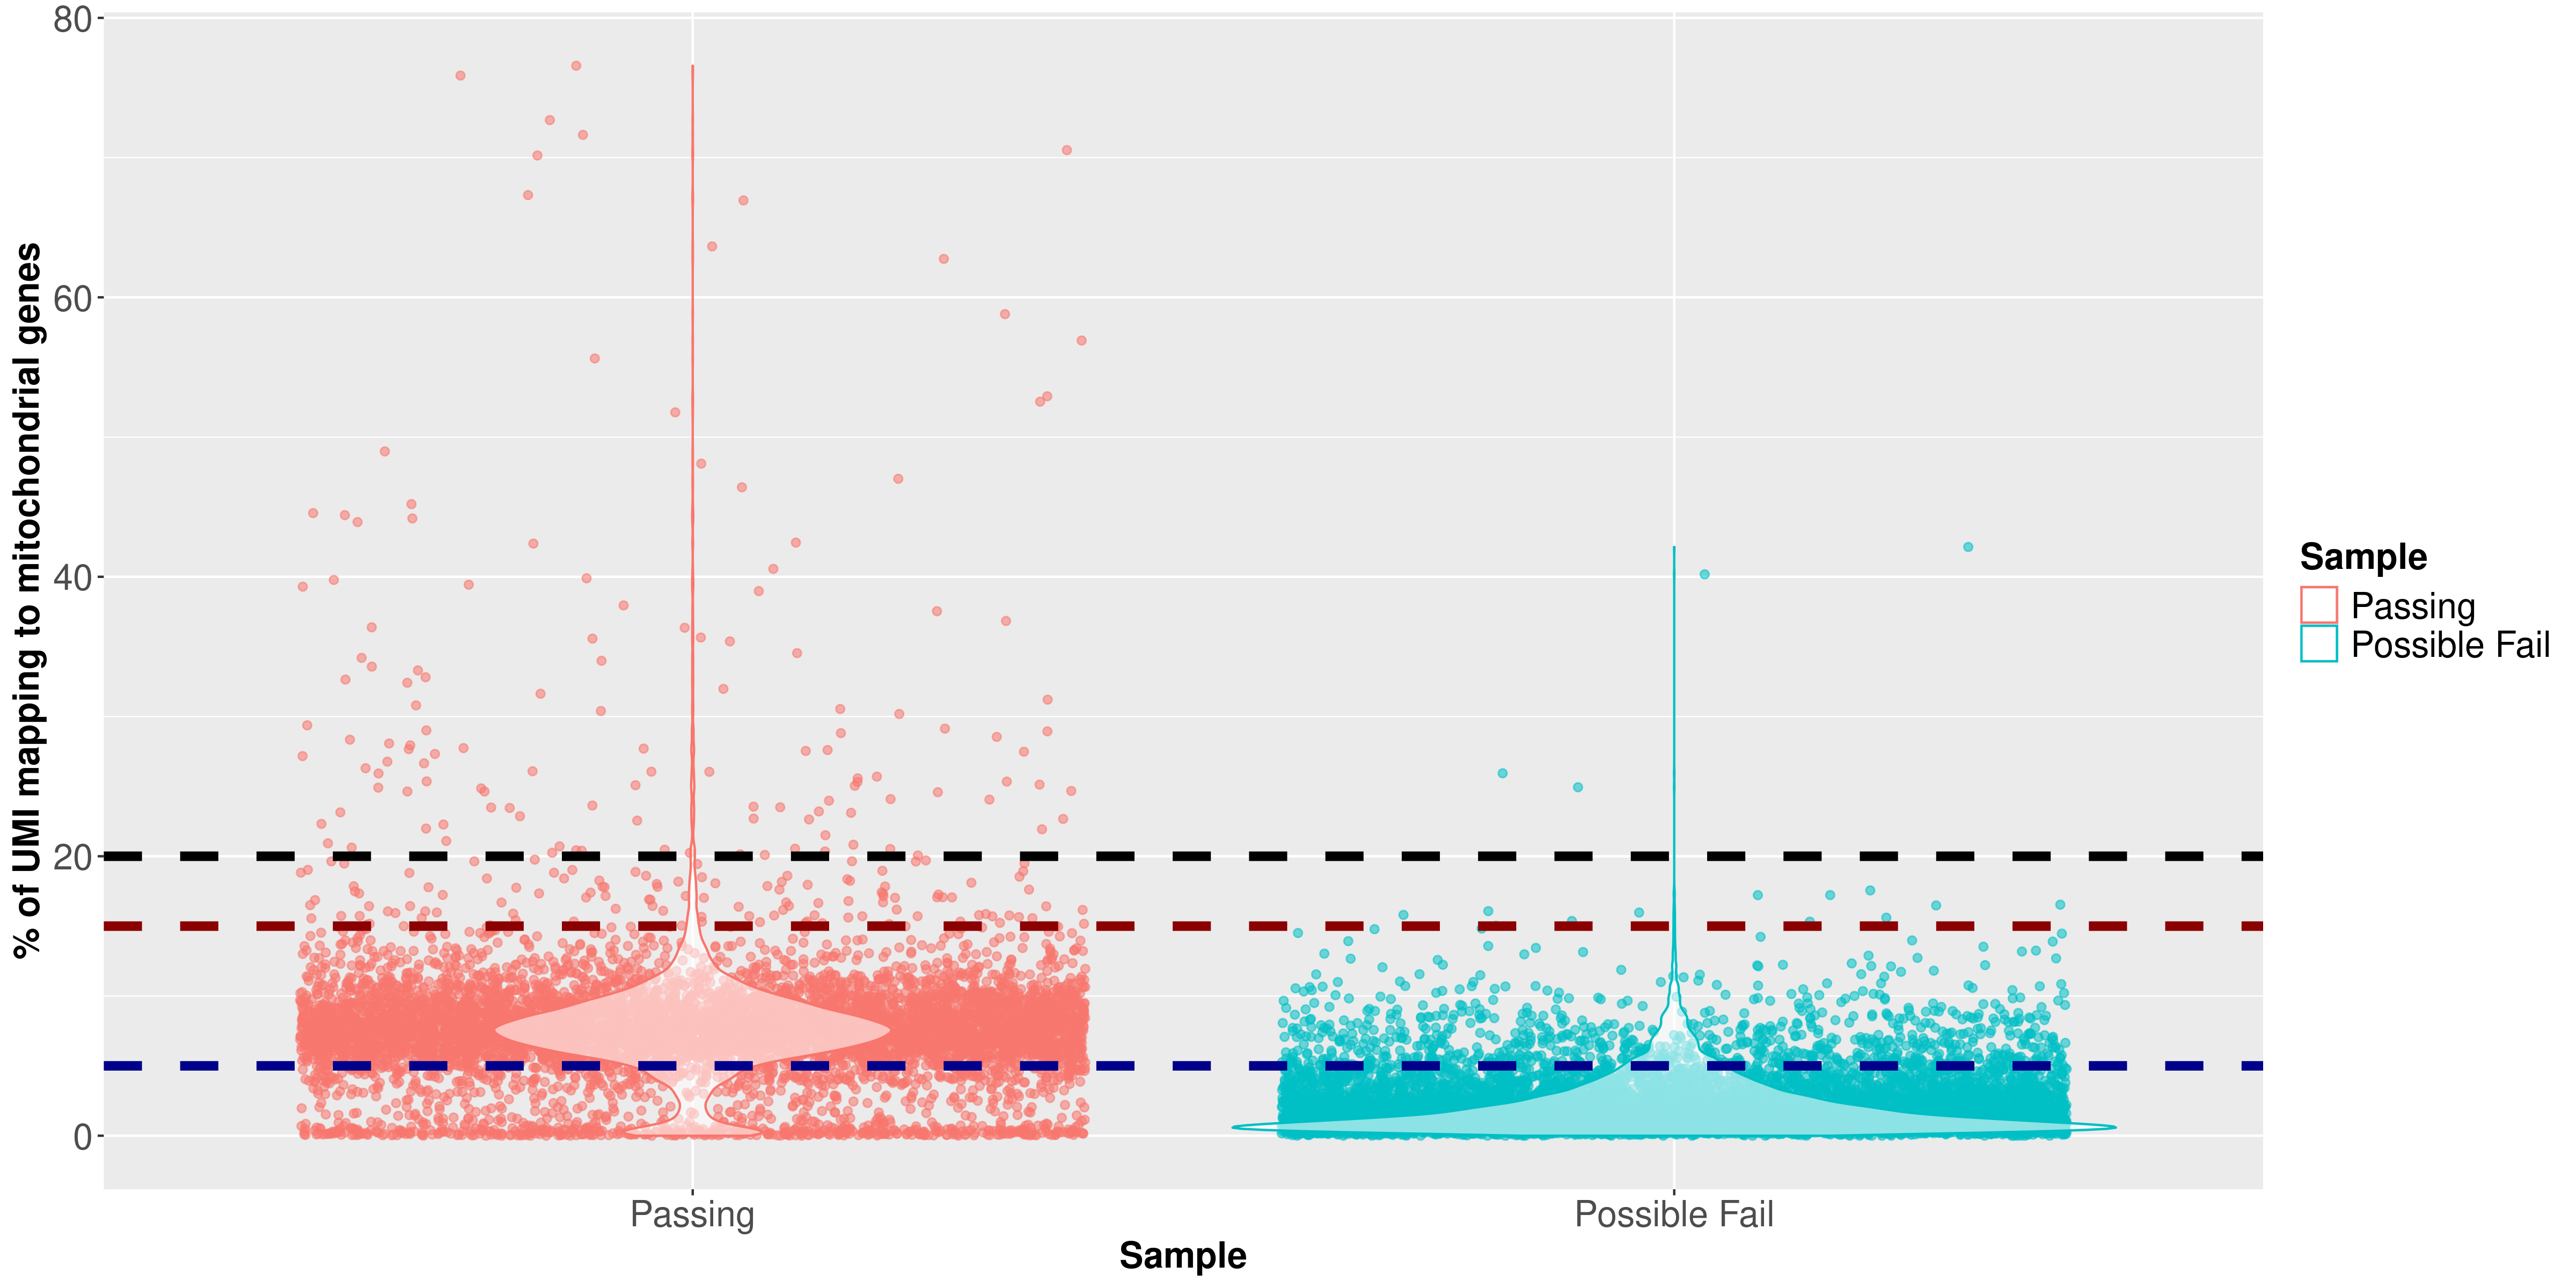 % of UMI mapping to mitochondrial genes
80
60
40
20
0
Passing
Possible Fail
Sample
Sample
Passing
Possible Fail